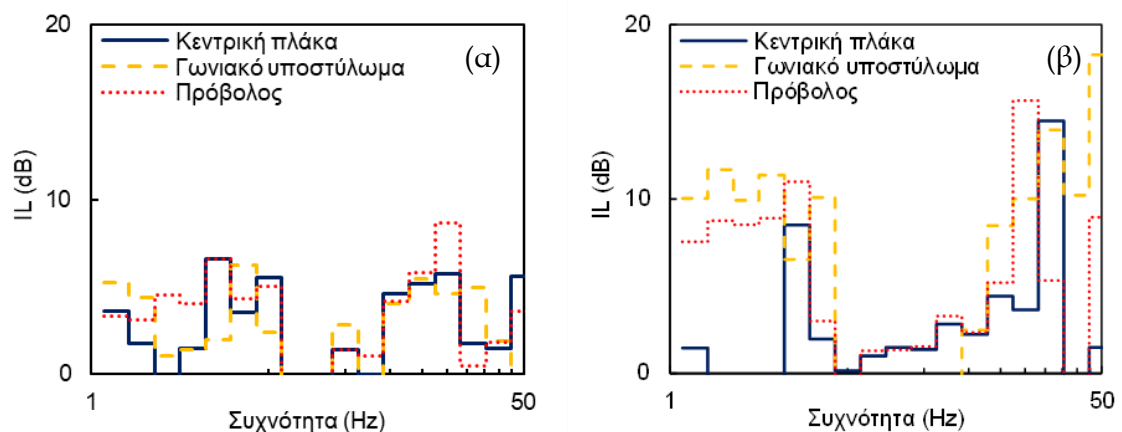 20
Κεντρική πλάκα
Γωνιακό υποστύλωμα
Πρόβολος
(α)
10
0
IL (dB)
1
50
Συχνότητα (Hz)
20
Κεντρική πλάκα
Γωνιακό υποστύλωμα
Πρόβολος
(β)
10
0
IL (dB)
1
50
Συχνότητα (Hz)